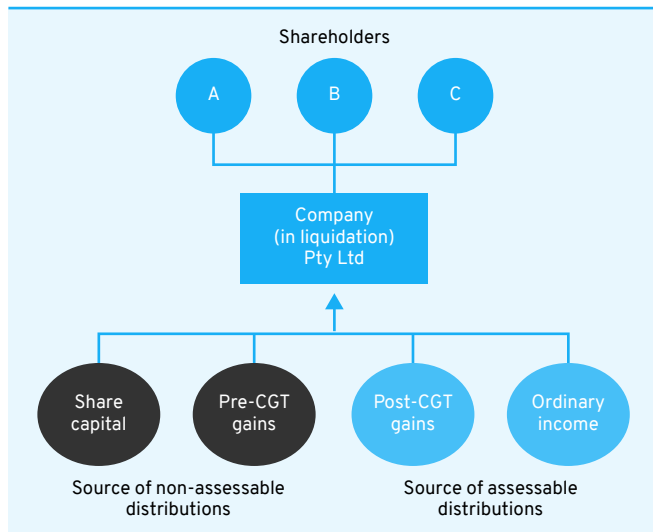 Shareholders
A
B
C
Company
(in liquidation)
Pty Ltd
Share
capital
Pre-CGT
gains
Post-CGT
gains
Ordinary
income
Source of non-assessable
distributions
Source of assessable
distributions